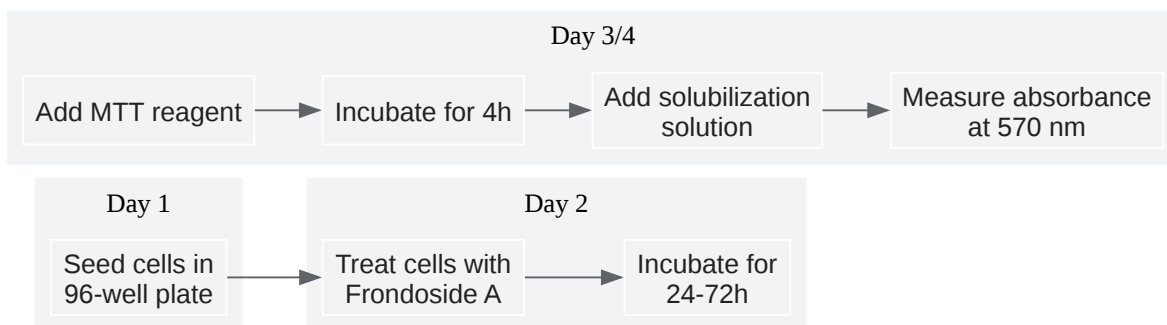 Day 3/4
Add MTT reagent
Incubate for 4h
Add solubilization
solution
Measure absorbance
at 570 nm
Day 1
Seed cells in
96-well plate
Day 2
Treat cells with
Frondoside A
Incubate for
24-72h